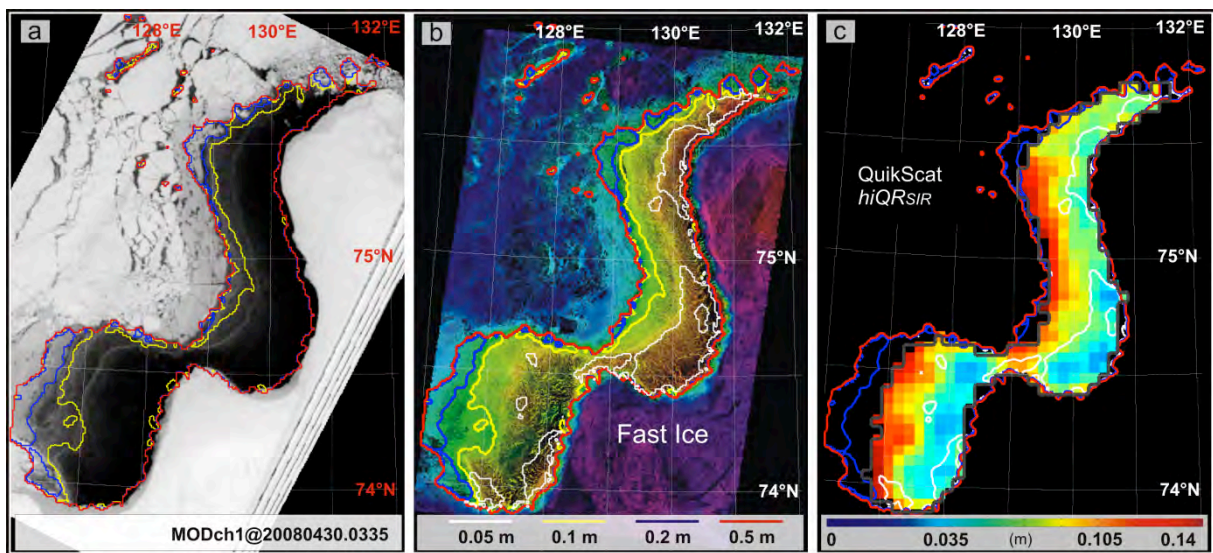 a
128°E
130°E
132°E
75°N
74°N
MODch1@20080430.0335
b
128°E
130°E
132°E
75°N
Fast Ice
74°N
0.05 m 0.1 m 0.2 m 0.5 m
c
128°E
130°E
132°E
QuikScat
hiQRSIR
75°N
74°N
0 0.035 (m) 0.105 0.14